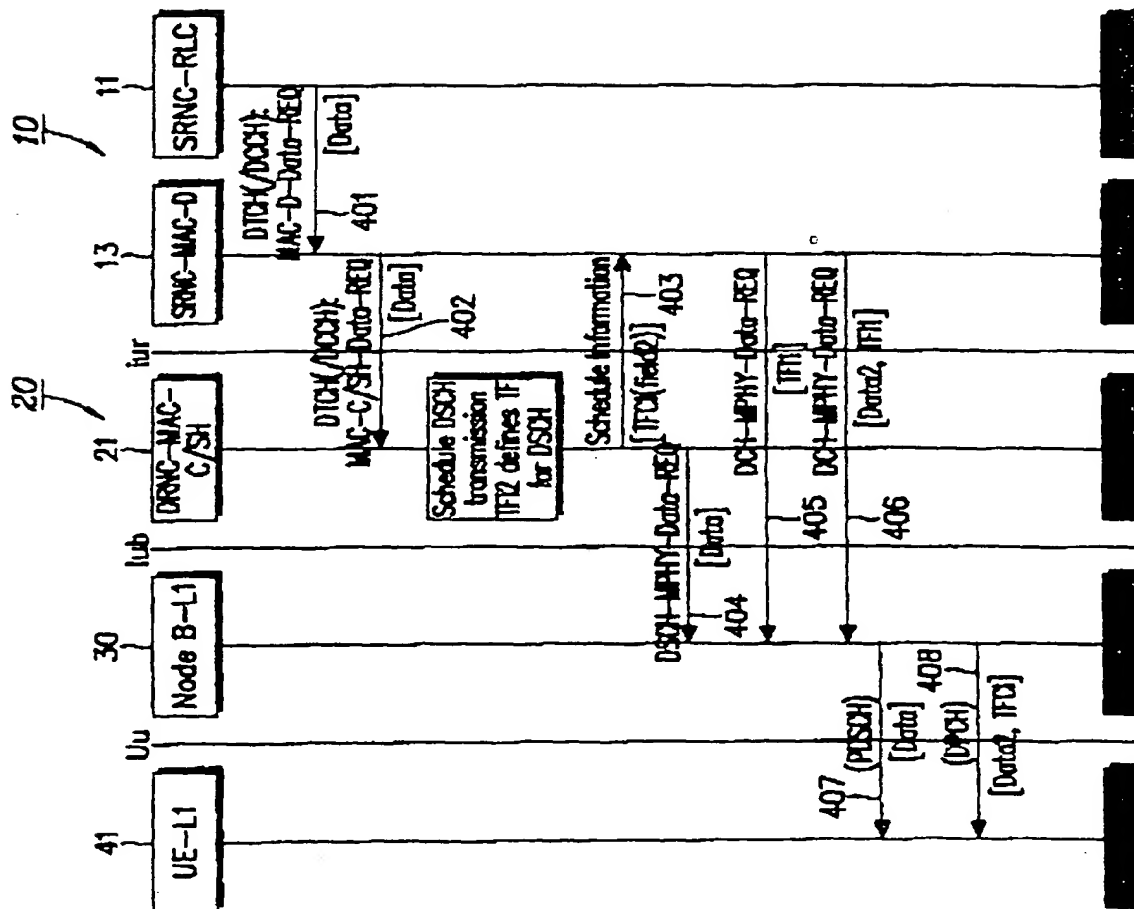 10
20
11
13
21
30
41
SRNC-RLC
SRNC-MAC-D
Iur
DRNC-MAC-
C/SH
Iub
Node B-L1
Uu
UE-L1
DTCH(/DCCH):
MAC-D-Data-REQ
[Data]
401
DTCH(/DCCH):
MAC-C/SH-Data-REQ
[Data]
402
Schedule DSCH
transmission
TFI2 defines TF
for DSCH
Schedule Information
403
[TFCI(field2)]
DSCH-MPHY-Data-REQ
[Data]
404
DCH-MPHY-Data-REQ
[TFI1]
405
DCH-MPHY-Data-REQ
[Data2, TFI1]
406
(PDSCH)
[Data]
407
408
(DPCH)
[Data2, TFCI]